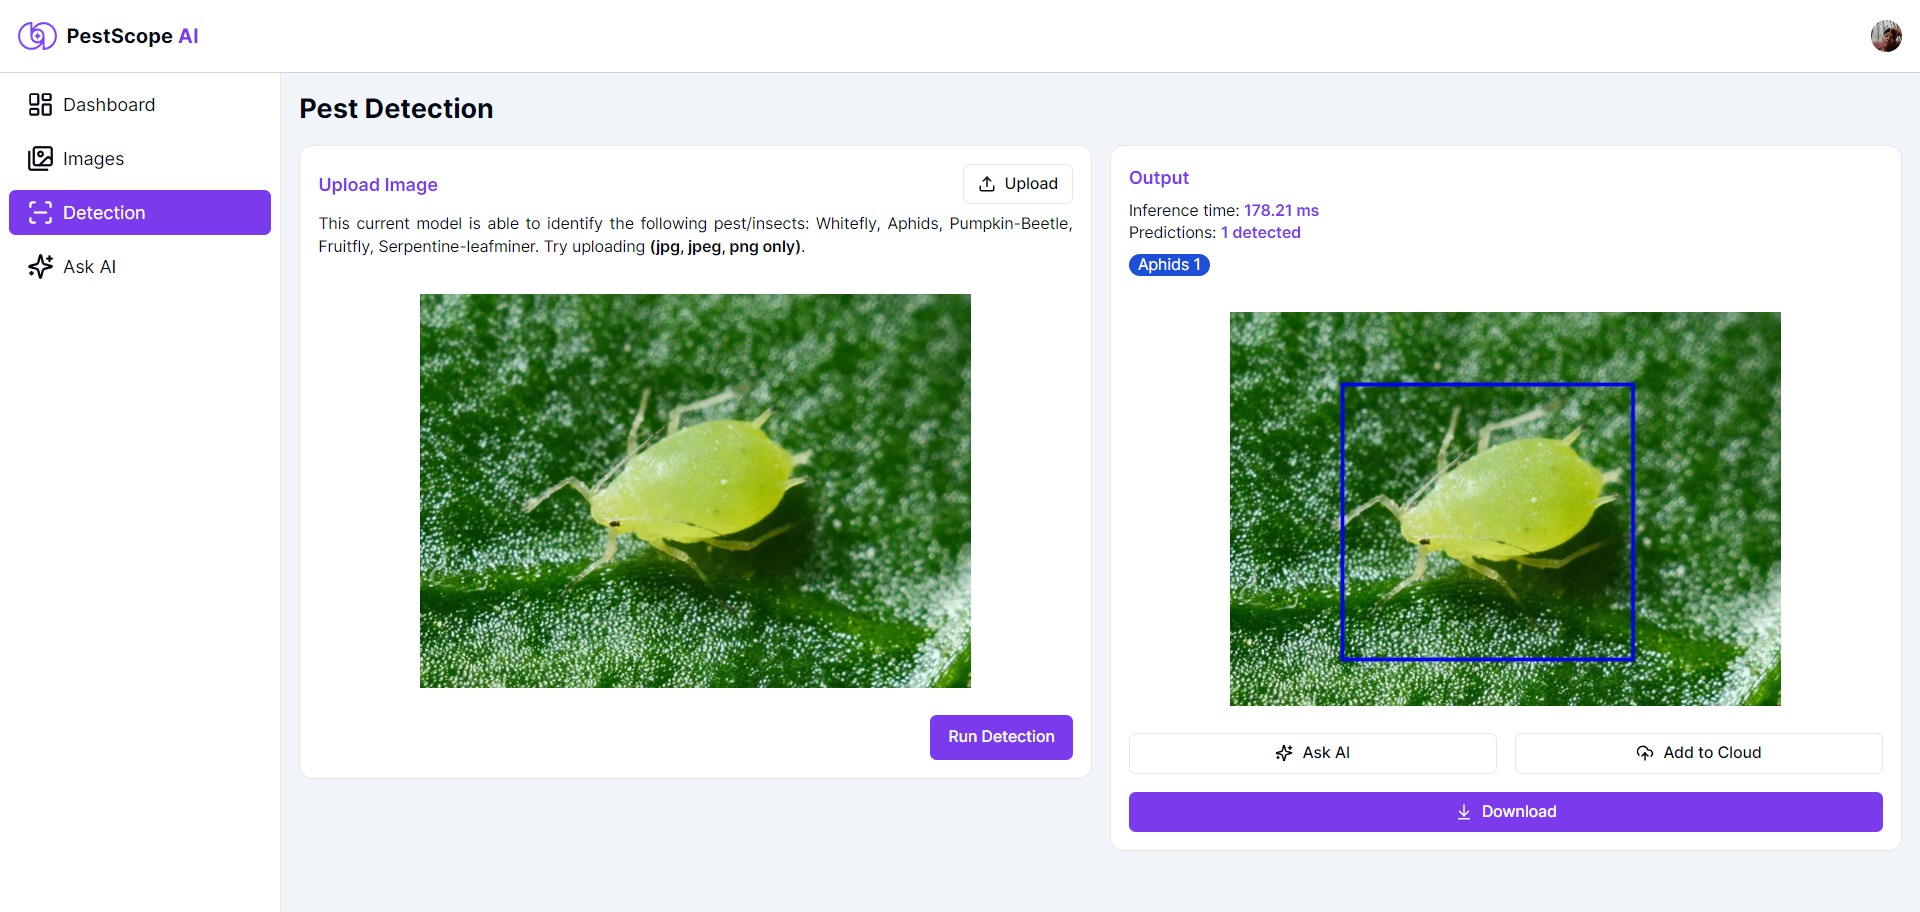 PestScope AI
Dashboard
Images
Detection
Ask AI
Pest Detection
Upload Image
Upload
This current model is able to identify the following pest/insects: Whitefly, Aphids, Pumpkin-Beetle,
Fruitfly, Serpentine-leafminer. Try uploading (jpg, jpeg, png only).
Run Detection
Output
Inference time: 178.21 ms
Predictions: 1 detected
Aphids 1
Ask AI
Add to Cloud
Download